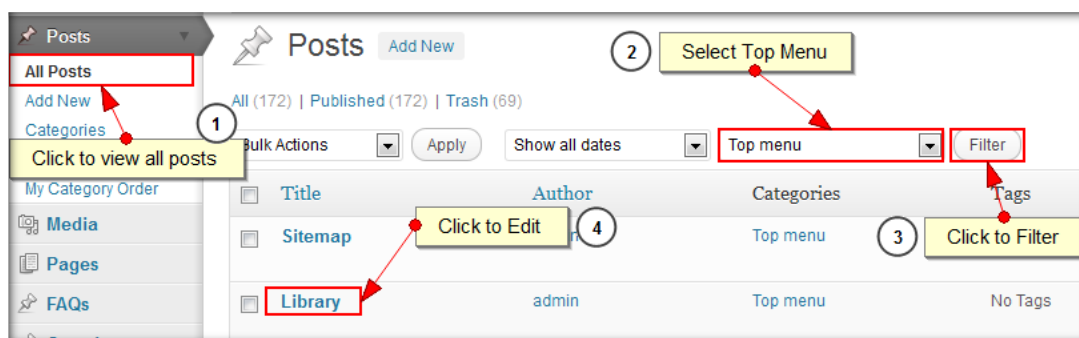 Posts
All Posts
Add New
Categories
1
Click to view all posts
My Category Order
Media
Pages
FAQs
Posts Add New
2 Select Top Menu
All (172) | Published (172) | Trash (69)
Bulk Actions Apply Show all dates Top menu Filter
Title Author Categories Tags
Click to Edit 4
Sitemap Top menu 3 Click to Filter
Library admin Top menu No Tags